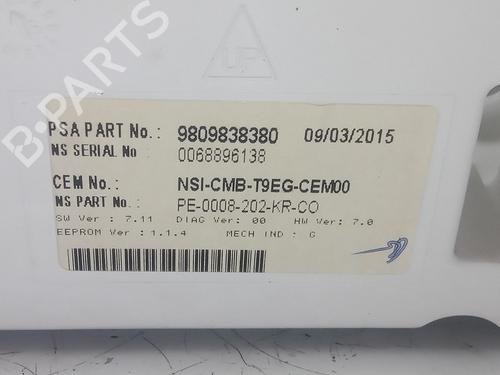 UP
PSA PART No.: 9809838380 09/03/2015
NS SERIAL No 0068896138
CEM No.: NSI-CMB-T9EG-CEM00
NS PART No.: PE-0008-202-KR-CO
SW Ver : 7.11 DIAG Ver: 00 HW Ver: 7.0
EEPROM Ver : 1.1.4 MECH IND : G
B-PARTS